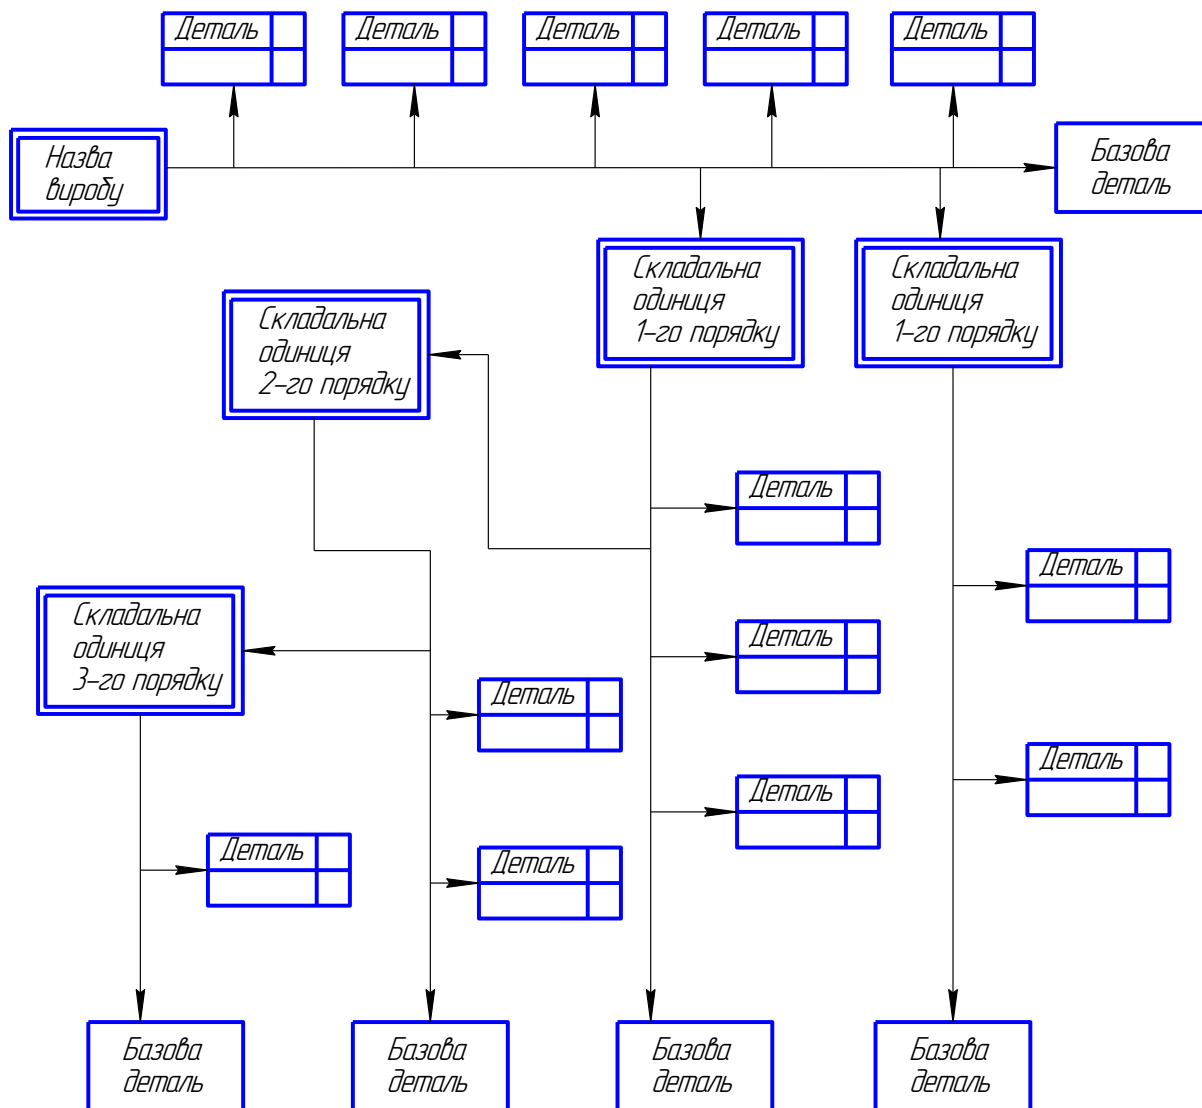 Деталь
Деталь
Деталь
Деталь
Деталь
Назва
виробу
Базова
деталь
Складальна
одиниця
1-го порядку
Складальна
одиниця
1-го порядку
Складальна
одиниця
2-го порядку
Деталь
Деталь
Складальна
одиниця
3-го порядку
Деталь
Деталь
Деталь
Деталь
Деталь
Деталь
Базова
деталь
Базова
деталь
Базова
деталь
Базова
деталь